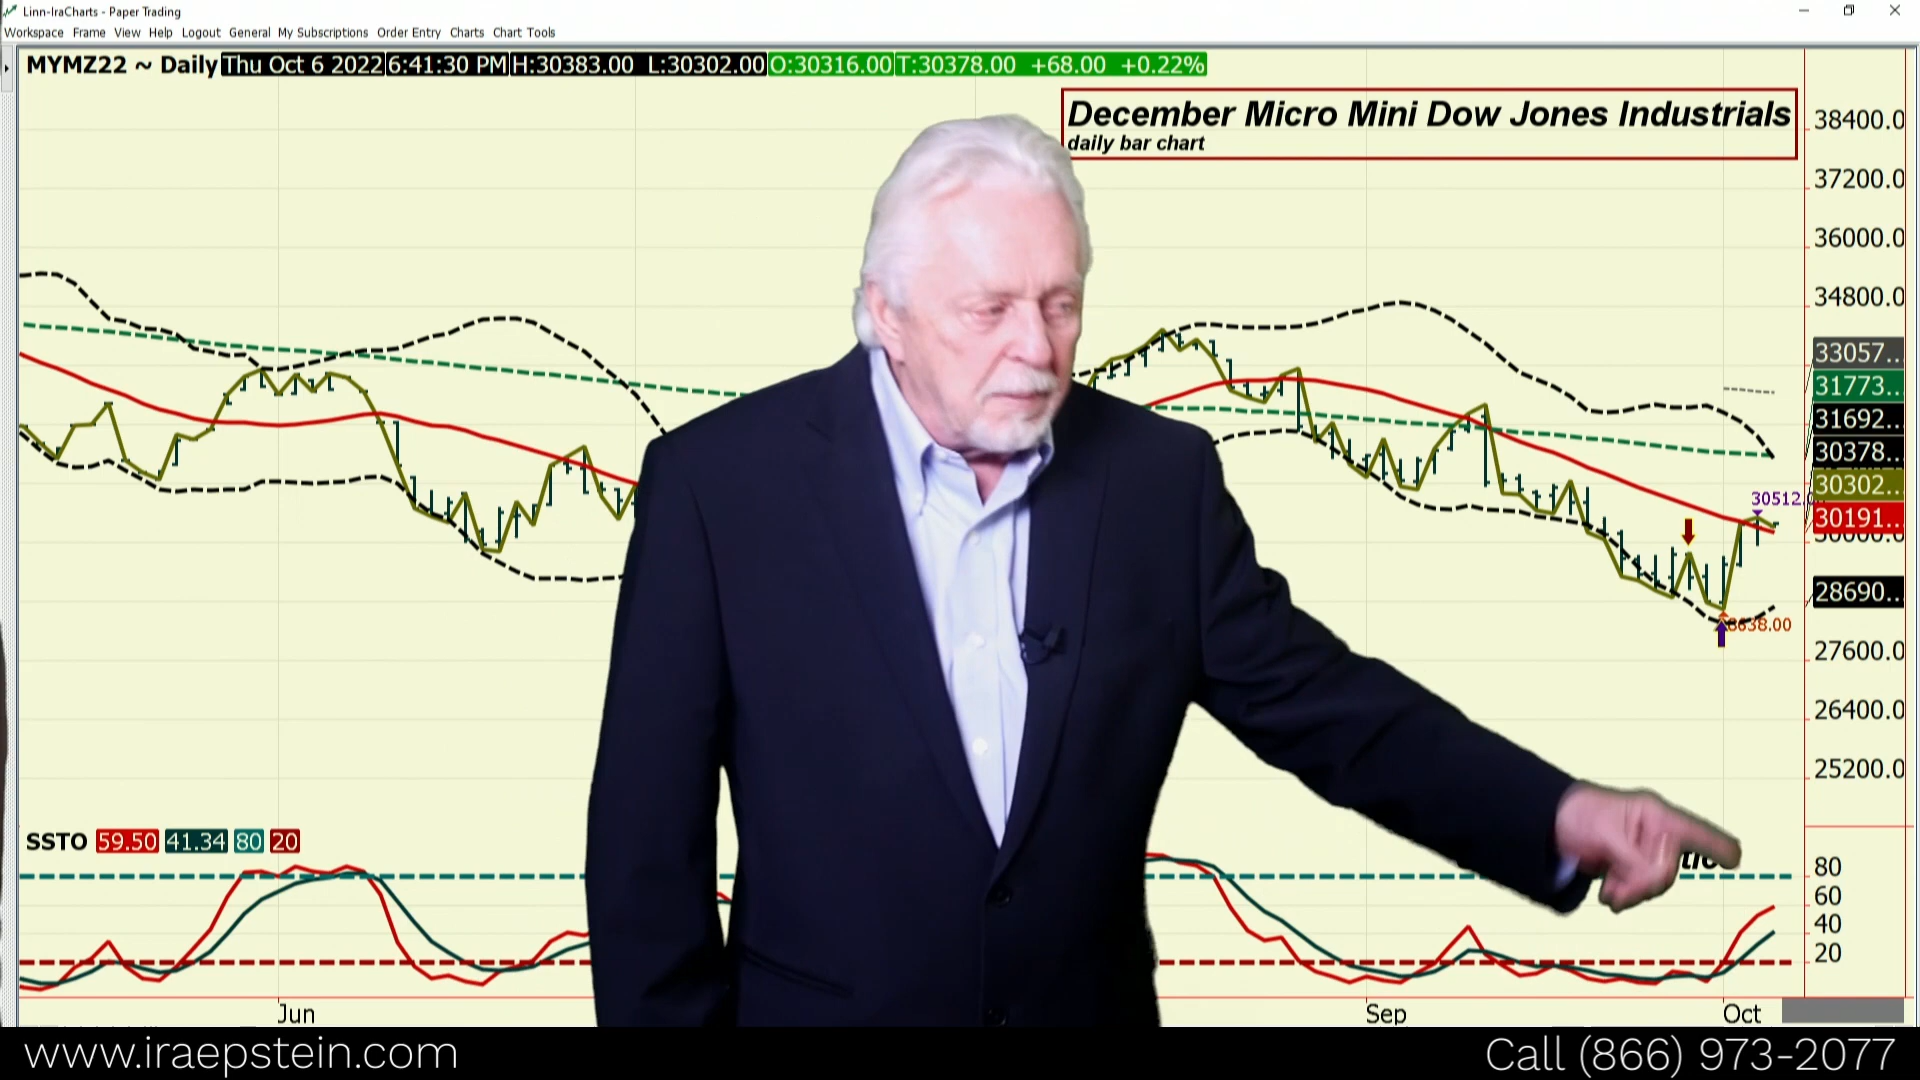 Linn-IraCharts - Paper Trading
Workspace Frame View Help Logout General My Subscriptions Order Entry Charts Chart Tools
MYMZ22 ~ Daily Thu Oct 6 2022 6:41:30 PM H:30383.00 L:30302.00 O:30316.00 T:30378.00 +68.00 +0.22%
December Micro Mini Dow Jones Industrials
daily bar chart
38400.0
37200.0
36000.0
34800.0
33057...
31773...
31692...
30378...
30302...
30512.0
30191...
30000.0
28690...
8638.00
27600.0
26400.0
25200.0
SSTO 59.50 41.34 80 20
80
60
40
20
Jun Sep Oct
www.iraepstein.com Call (866) 973-2077